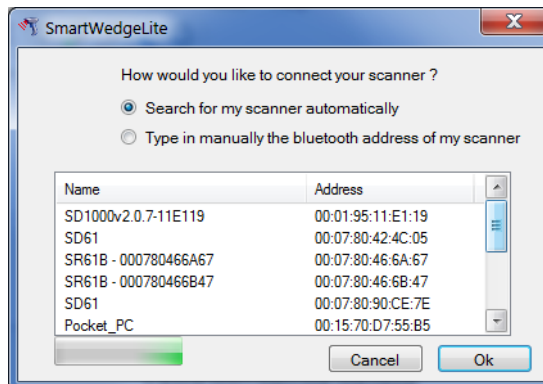 SmartWedgeLite
How would you like to connect your scanner ?
Search for my scanner automatically
Type in manually the bluetooth address of my scanner
Name Address
SD1000v2.0.7-11E119 00:01:95:11:E1:19
SD61 00:07:80:42:4C:05
SR61B - 000780466A67 00:07:80:46:6A:67
SR61B - 000780466B47 00:07:80:46:6B:47
SD61 00:07:80:90:CE:7E
Pocket_PC 00:15:70:D7:55:B5
Cancel Ok